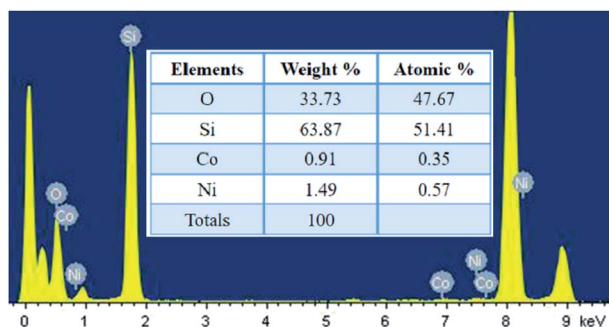 Si
Elements Weight % Atomic %
O 33.73 47.67
Si 63.87 51.41
Co 0.91 0.35
Ni 1.49 0.57
Totals 100
O
Co
Ni
Ni
Ni
Co Co
0 1 2 3 4 5 6 7 8 9 keV